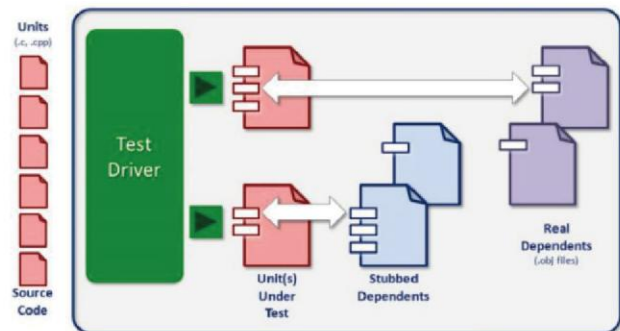 Units
(.c, .cpp)
Source
Code
Test
Driver
Unit(s)
Under
Test
Stubbed
Dependents
Real
Dependents
(.obj files)